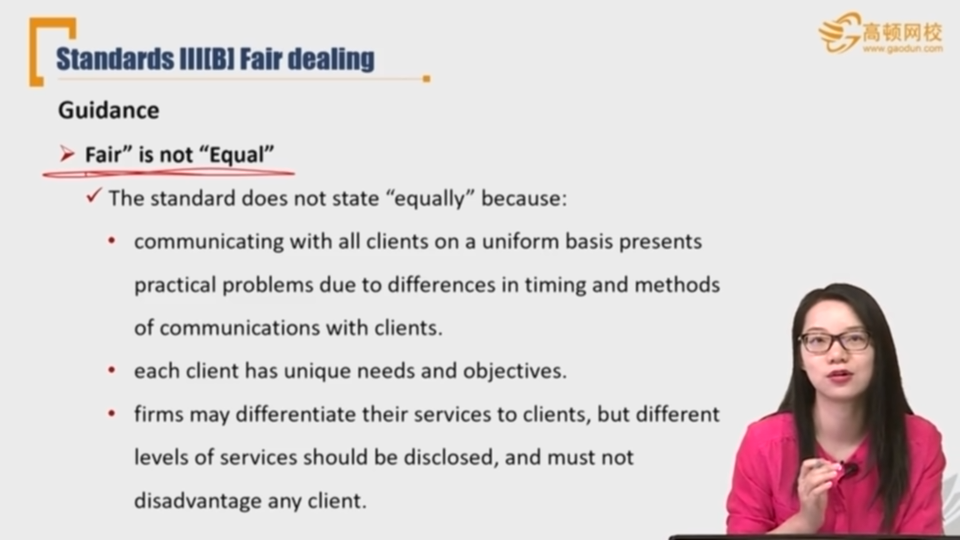 Standards III[B] Fair dealing
高顿网校
www.gaodun.com
Guidance
Fair” is not “Equal”
The standard does not state “equally” because:
communicating with all clients on a uniform basis presents
practical problems due to differences in timing and methods
of communications with clients.
each client has unique needs and objectives.
firms may differentiate their services to clients, but different
levels of services should be disclosed, and must not
disadvantage any client.